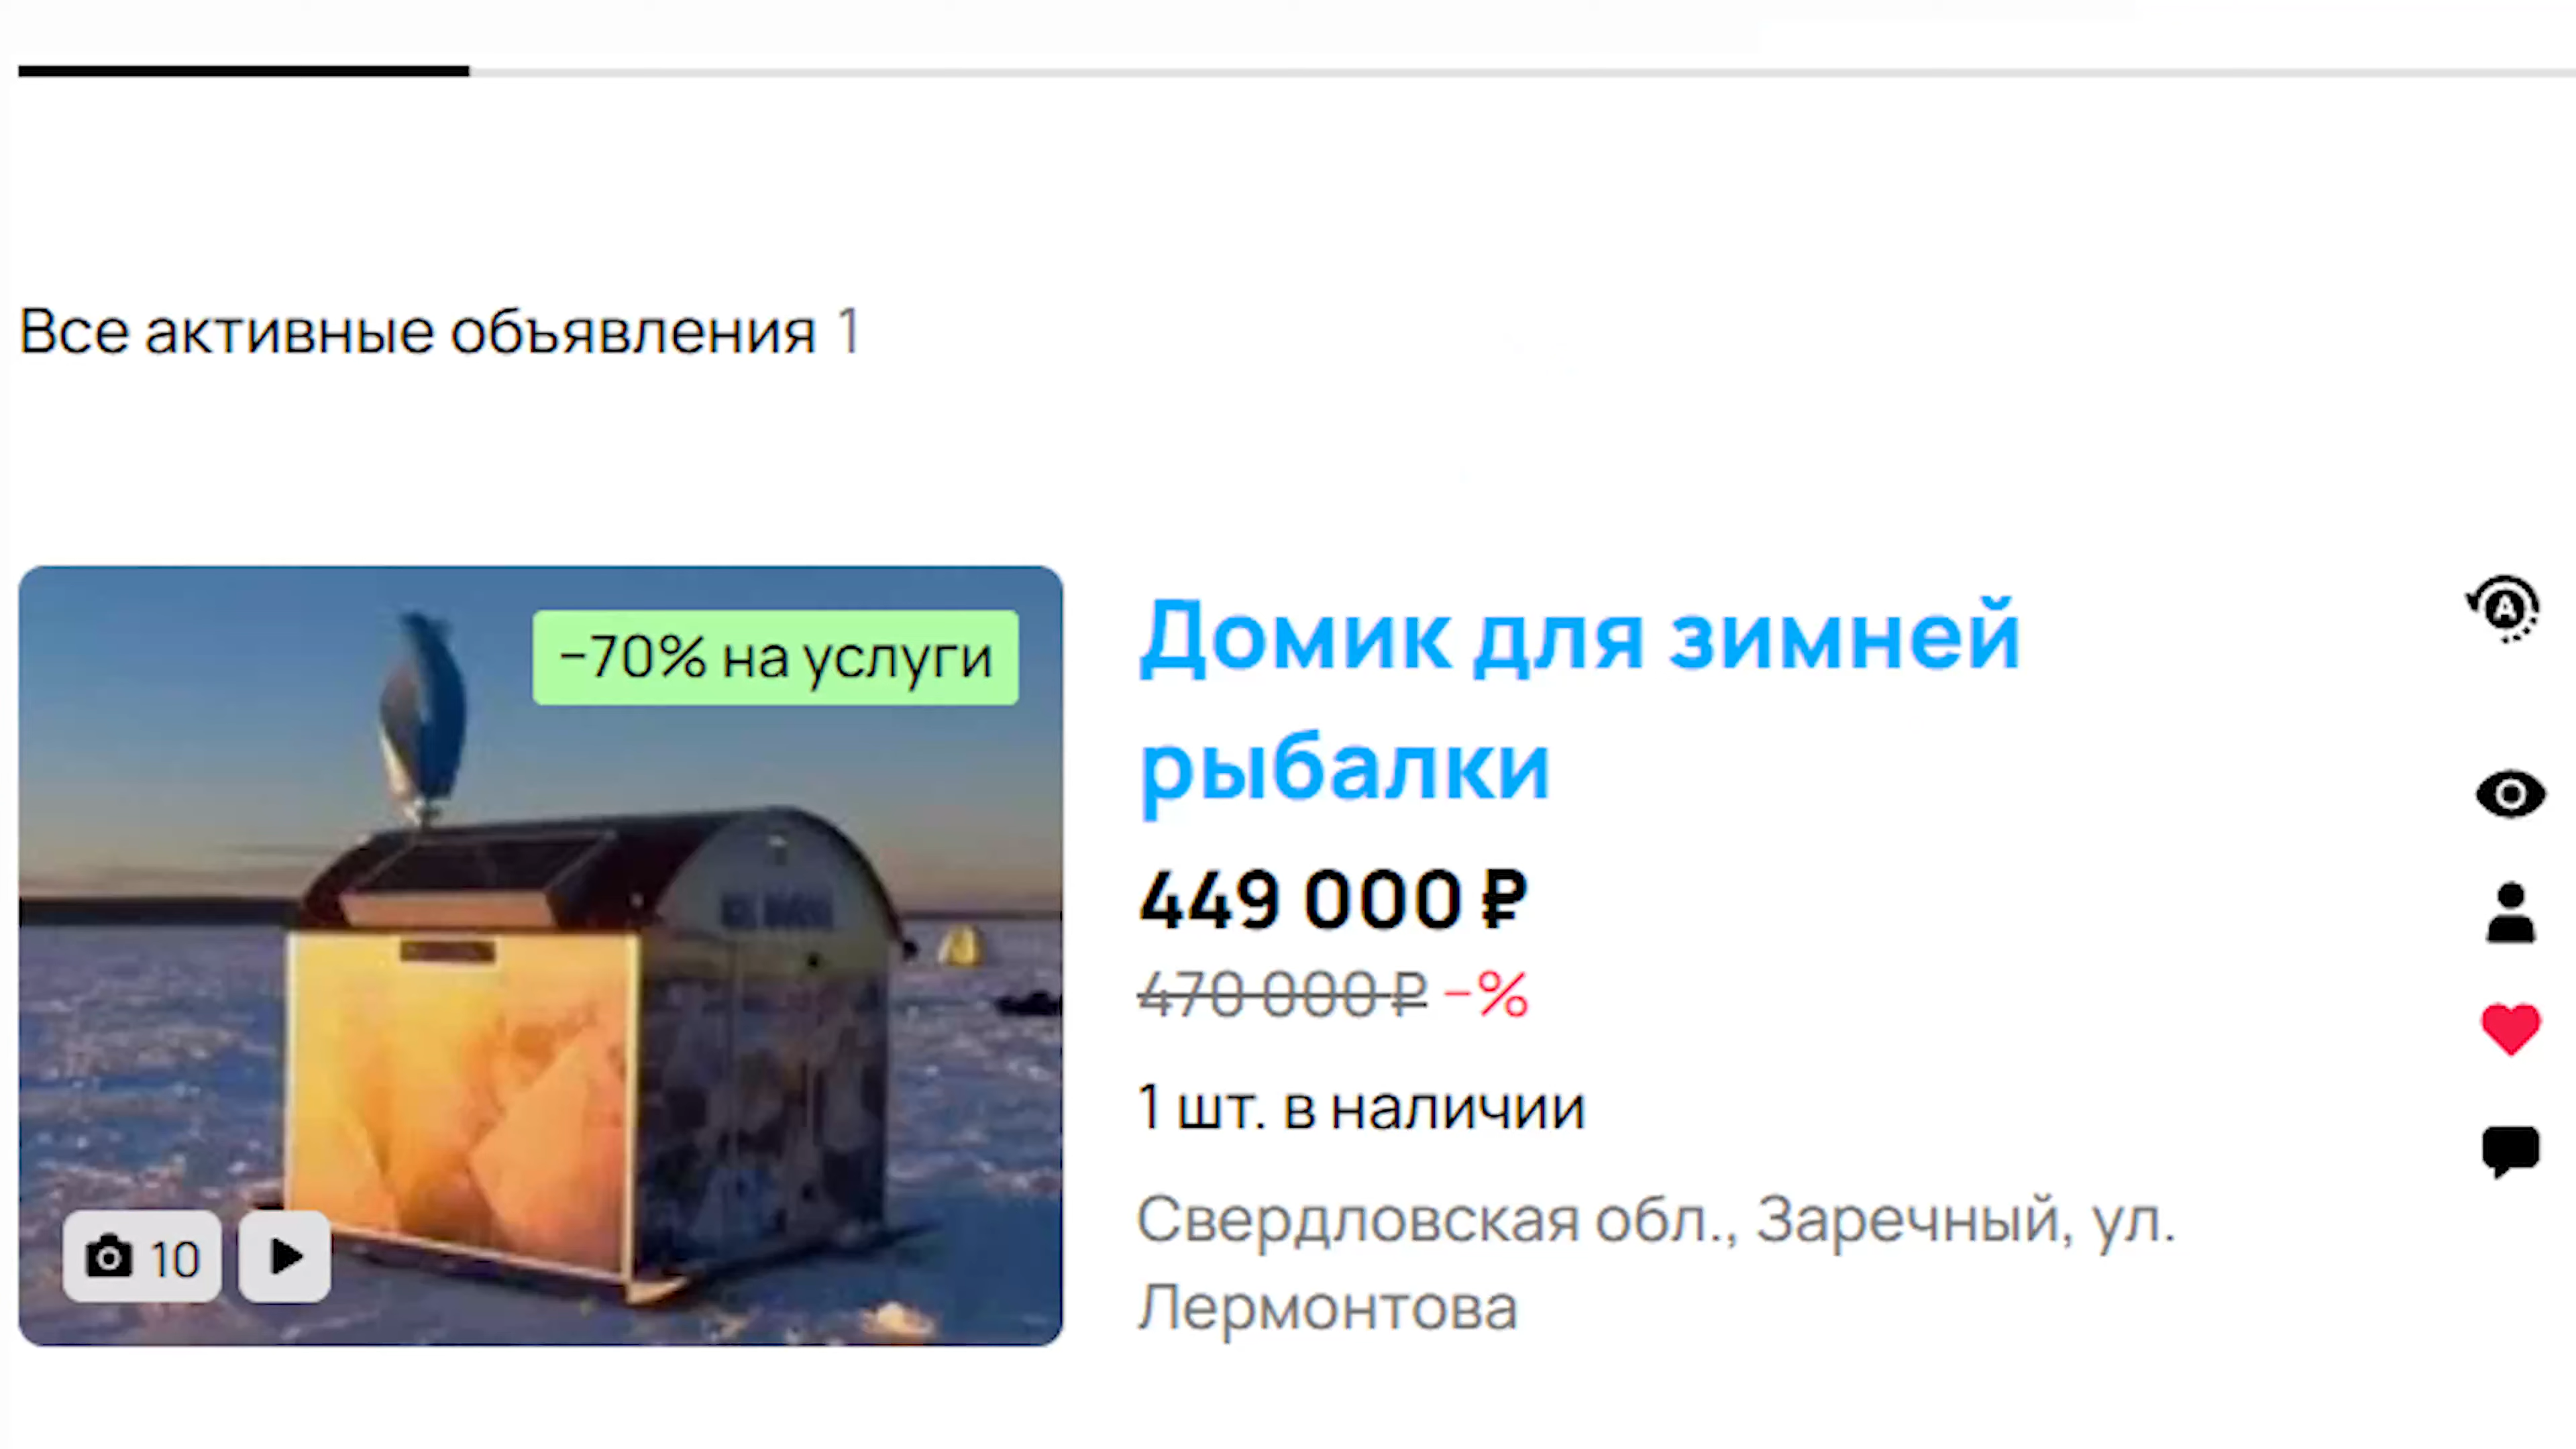 Все активные объявления 1
−70% на услуги
Домик для зимней
рыбалки
449 000 ₽
470 000 ₽ −%
1 шт. в наличии
Свердловская обл., Заречный, ул.
Лермонтова
10